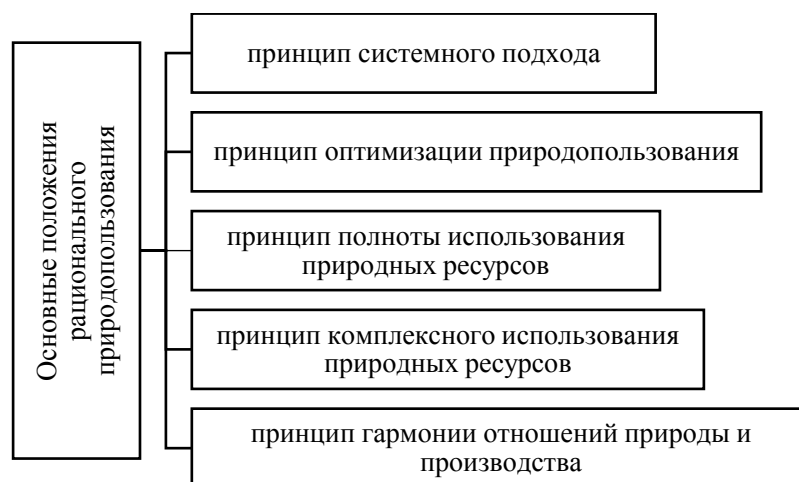 Основные положения
рационального
природопользования
принцип системного подхода
принцип оптимизации природопользования
принцип полноты использования
природных ресурсов
принцип комплексного использования
природных ресурсов
принцип гармонии отношений природы и
производства